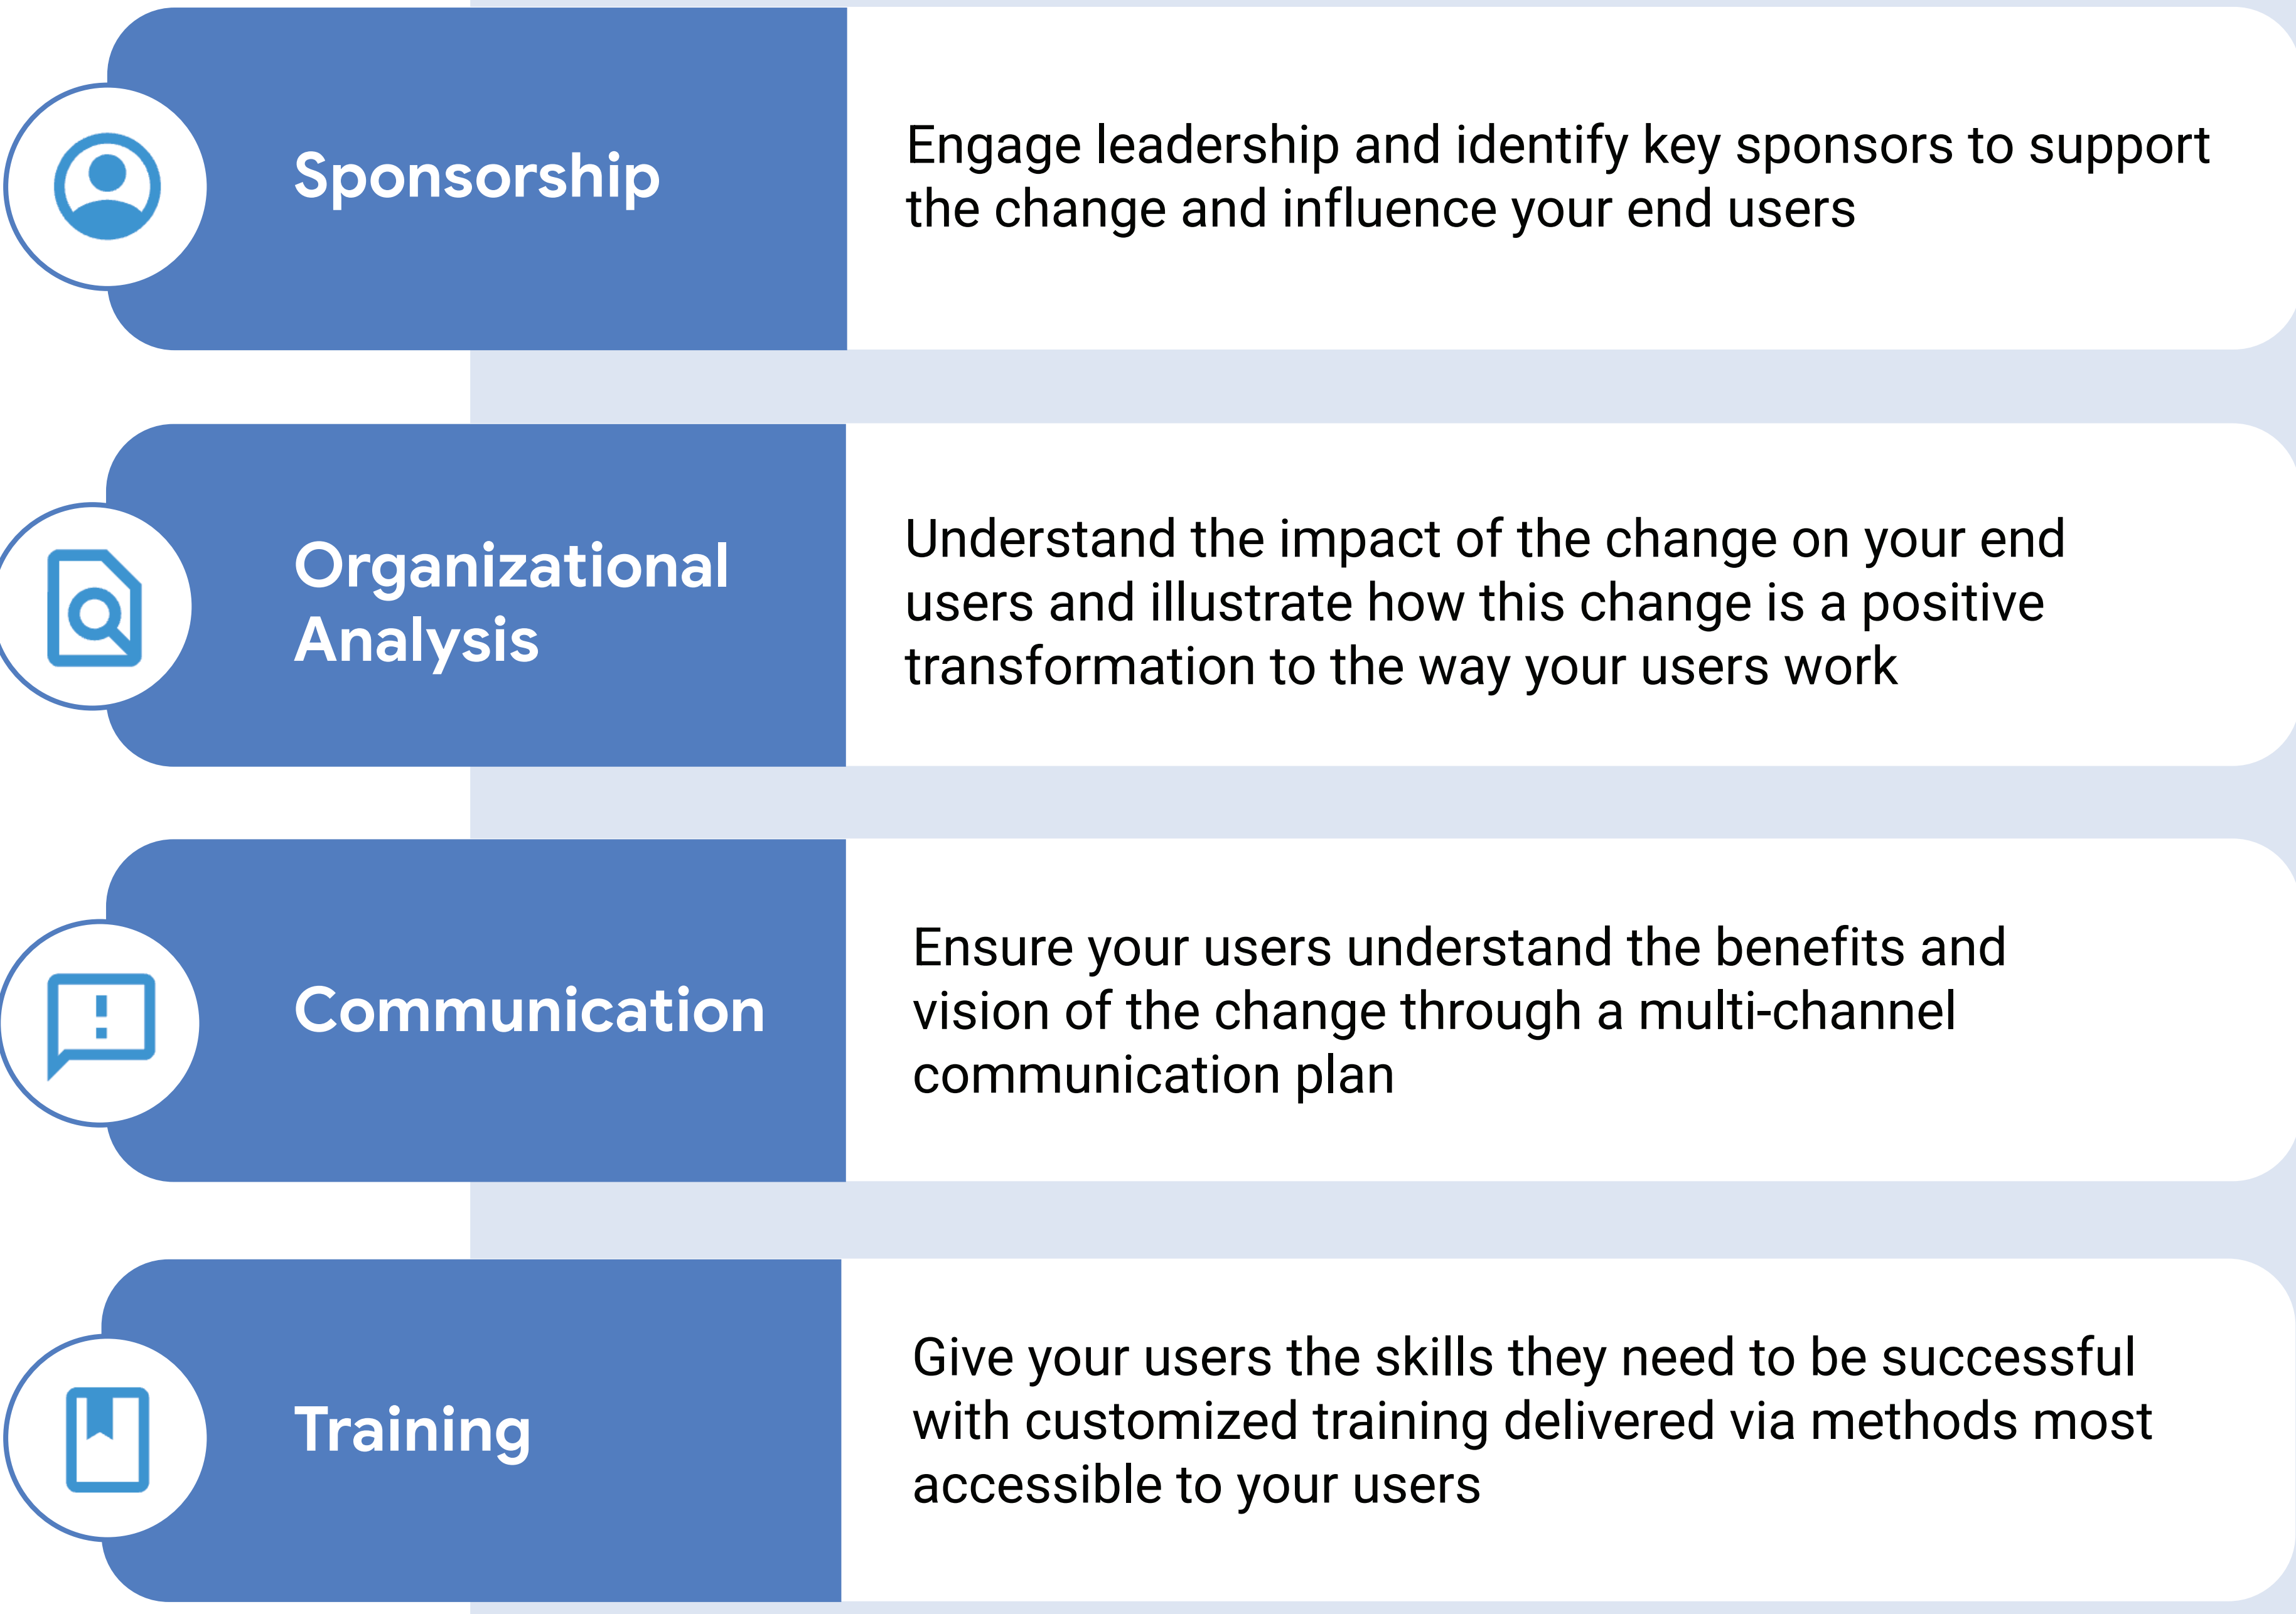 Sponsorship
Engage leadership and identify key sponsors to support
the change and influence your end users
Organizational
Analysis
Understand the impact of the change on your end
users and illustrate how this change is a positive
transformation to the way your users work
Communication
Ensure your users understand the benefits and
vision of the change through a multi-channel
communication plan
Training
Give your users the skills they need to be successful
with customized training delivered via methods most
accessible to your users